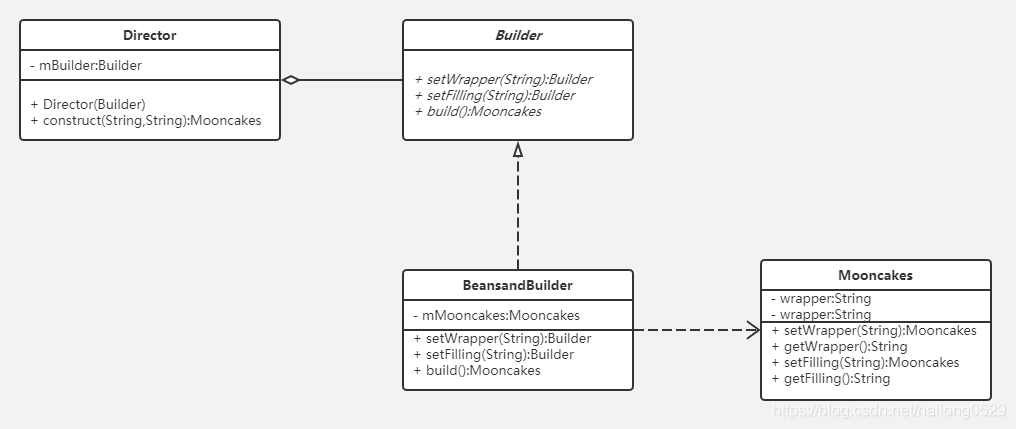 Director
- mBuilder:Builder
+ Director(Builder)
+ construct(String,String):Mooncakes
Builder
+ setWrapper(String):Builder
+ setFilling(String):Builder
+ build():Mooncakes
BeansandBuilder
- mMooncakes:Mooncakes
+ setWrapper(String):Builder
+ setFilling(String):Builder
+ build():Mooncakes
Mooncakes
- wrapper:String
- wrapper:String
+ setWrapper(String):Mooncakes
+ getWrapper():String
+ setFilling(String):Mooncakes
+ getFilling():String
https://blog.csdn.net/hailong0529